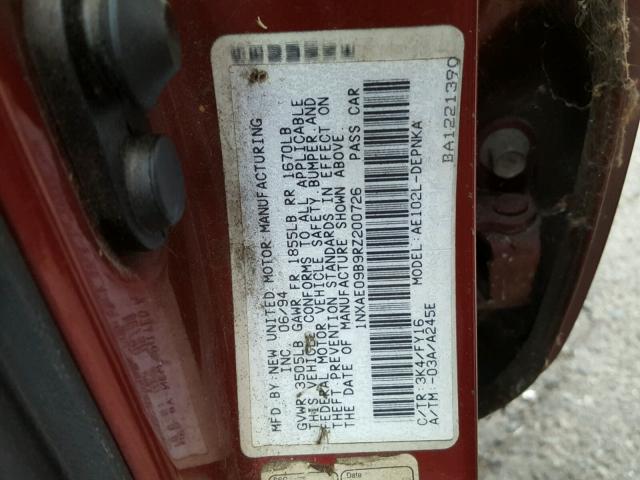 MFD BY: NEW UNITED MOTOR MANUFACTURING
INC. 06/94
GVWR 3505LB GAWR FR 1855LB RR 1670LB
THIS VEHICLE CONFORMS TO ALL APPLICABLE
FEDERAL MOTOR VEHICLE SAFETY, BUMPER, AND
THEFT PREVENTION STANDARDS IN EFFECT ON
THE DATE OF MANUFACTURE SHOWN ABOVE.
1NXAE09B9RZ200726 PASS CAR
MODEL: AE102L-DEPNKA
C/TR: 3K4/FY16
A/TM: -03A/A245E
BA1221390